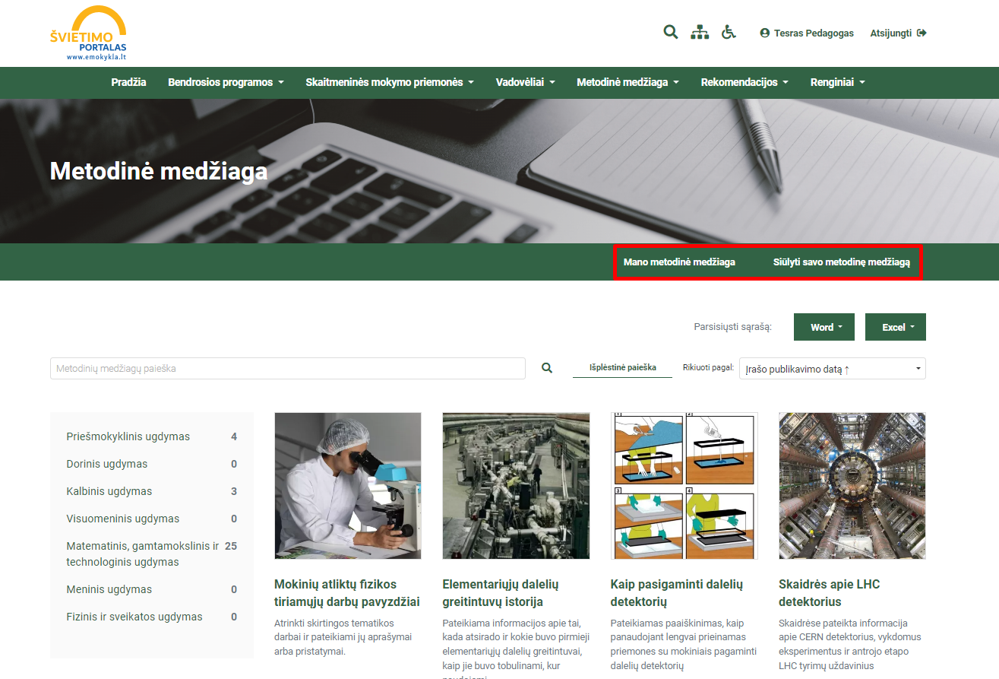 ŠVIETIMO
PORTALAS
www.emokykla.lt
Tesras Pedagogas Atsijungti
Pradžia Bendrosios programos Skaitmeninės mokymo priemonės Vadovėliai Metodinė medžiaga Rekomendacijos Renginiai
Metodinė medžiaga
Mano metodinė medžiaga Siūlyti savo metodinę medžiagą
Parsisiųsti sąrašą: Word Excel
Metodinių medžiagų paieška Išplėstinė paieška Rikiuoti pagal: Įrašo publikavimo datą ↑
Priešmokyklinis ugdymas 4
Dorinis ugdymas 0
Kalbinis ugdymas 3
Visuomeninis ugdymas 0
Matematinis, gamtamokslinis ir 25
technologinis ugdymas
Meninis ugdymas 0
Fizinis ir sveikatos ugdymas 0
1 2
3 4
Mokinių atliktų fizikos
tiriamųjų darbų pavyzdžiai
Atrinkti skirtingos tematikos
darbai ir pateikiami jų aprašymai
arba pristatymai.
Elementariųjų dalelių
greitintuvų istorija
Pateikiama informacijos apie tai,
kada atsirado ir kokie buvo pirmieji
elementariųjų dalelių greitintuvai,
kaip jie buvo tobulinami, kur
naudojami
Kaip pasigaminti dalelių
detektorių
Pateikiamas paaiškinimas, kaip
panaudojant lengvai prieinamas
priemones su mokiniais pagaminti
dalelių detektorių
Skaidrės apie LHC
detektorius
Skaidrėse pateikta informacija
apie CERN detektorius, vykdomus
eksperimentus ir antrojo etapo
LHC tyrimų uždavinius